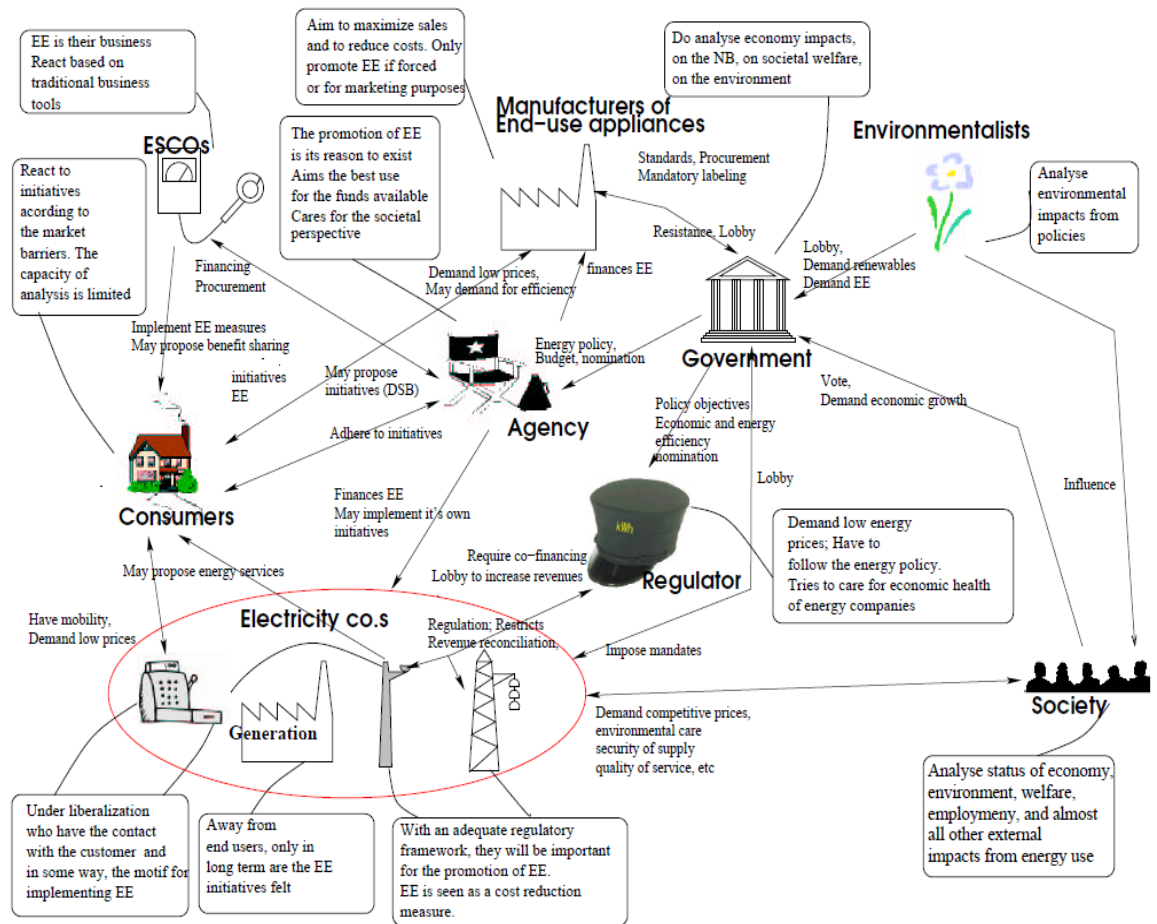 EE is their business
React based on
traditional business
tools
Aim to maximize sales
and to reduce costs. Only
promote EE if forced
or for marketing purposes
Do analyse economy impacts,
on the NB, on societal welfare,
on the environment
Manufacturers of
End-use appliances
Environmentalists
ESCOs
The promotion of EE
is its reason to exist
Aims the best use
for the funds available
Cares for the societal
perspective
React to
initiatives
acording to
the market
barriers. The
capacity of
analysis is limited
Standards, Procurement
Mandatory labeling
Analyse
environmental
impacts from
policies
Resistance, Lobby
Lobby,
Demand renewables
Demand EE
Financing
Procurement
Demand low prices,
May demand for efficiency
finances EE
Implement EE measures
May propose benefit sharing
initiatives
EE
Energy policy,
Budget, nomination
Government
May propose
initiatives (DSB)
Vote,
Demand economic growth
Adhere to initiatives
Agency
Policy objectives
Economic and energy
efficiency
nomination
Lobby
Influence
Consumers
Finances EE
May implement it's own
initiatives
kWh
Demand low energy
prices; Have to
follow the energy policy.
Tries to care for economic health
of energy companies
May propose energy services
Require co-financing
Lobby to increase revenues
Regulator
Have mobility,
Demand low prices
Electricity co.s
Regulation; Restricts
Revenue reconciliation,
Impose mandates
Generation
Demand competitive prices,
environmental care
security of supply
quality of service, etc
Society
Under liberalization
who have the contact
with the customer and
in some way, the motif for
implementing EE
Away from
end users, only in
long term are the EE
initiatives felt
With an adequate regulatory
framework, they will be important
for the promotion of EE.
EE is seen as a cost reduction
measure.
Analyse status of economy,
environment, welfare,
employmeny, and almost
all other external
impacts from energy use